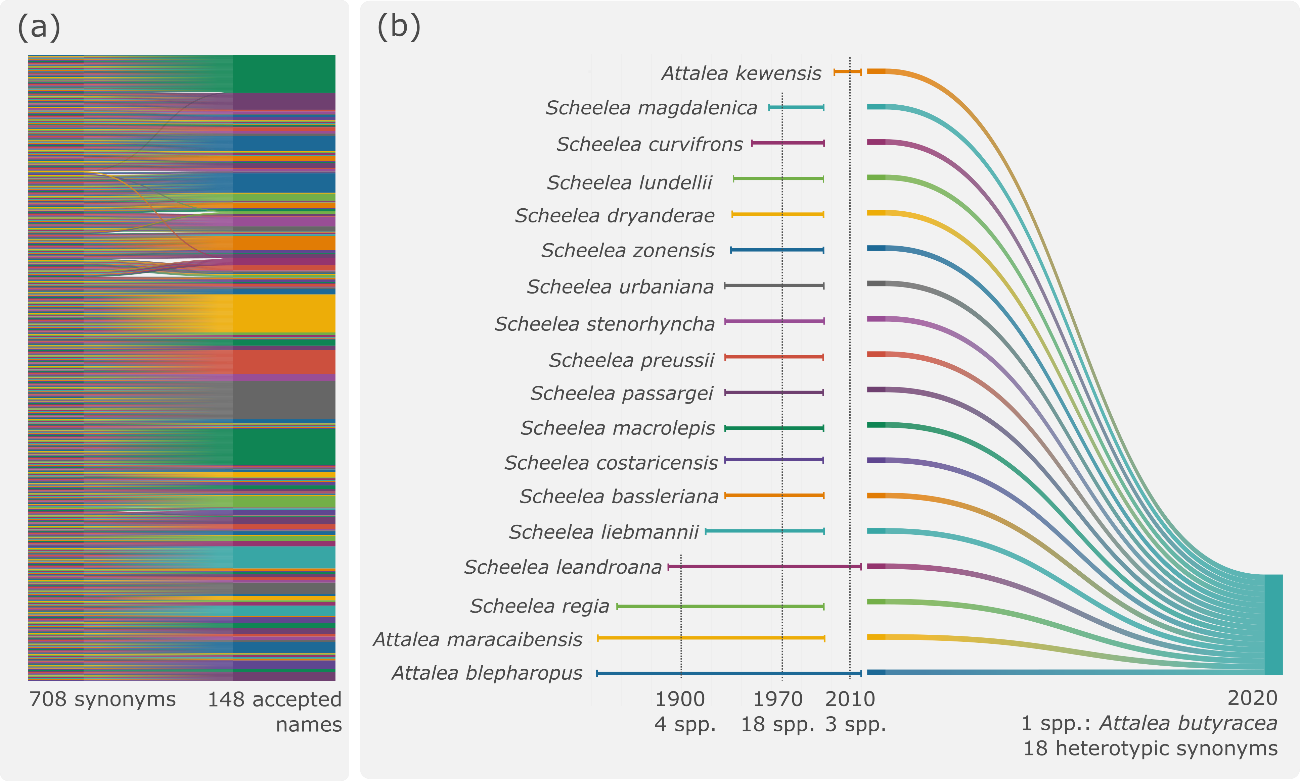 (a)
708 synonyms
148 accepted
names
(b)
Attalea kewensis
Scheelea magdalenica
Scheelea curvifrons
Scheelea lundellii
Scheelea dryanderae
Scheelea zonensis
Scheelea urbaniana
Scheelea stenorhyncha
Scheelea preussii
Scheelea passargei
Scheelea macrolepis
Scheelea costaricensis
Scheelea bassleriana
Scheelea liebmannii
Scheelea leandroana
Scheelea regia
Attalea maracaibensis
Attalea blepharopus
1900
4 spp.
1970
18 spp.
2010
3 spp.
2020
1 spp.: Attalea butyracea
18 heterotypic synonyms